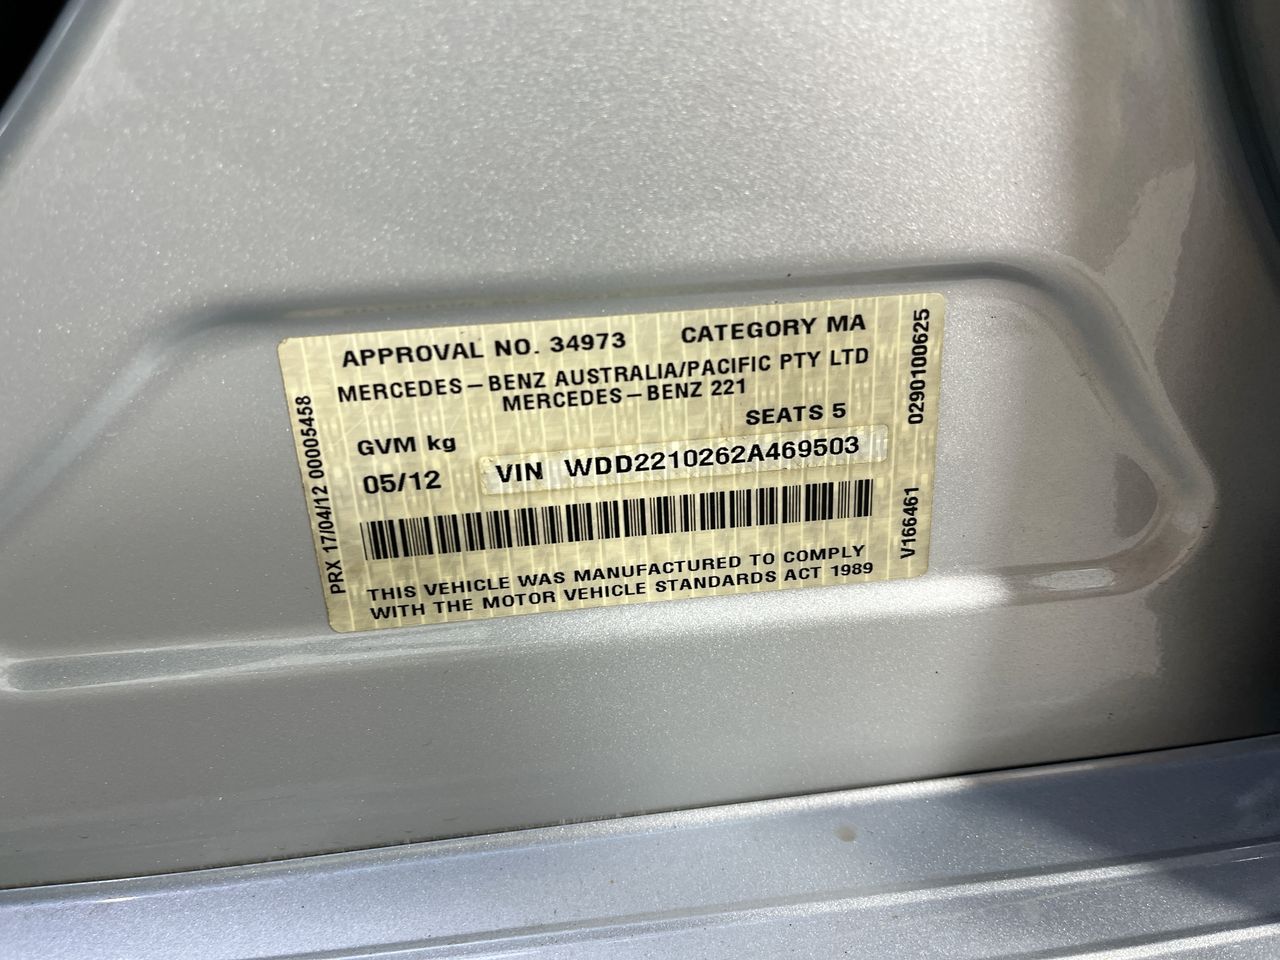 APPROVAL NO. 34973 CATEGORY MA
MERCEDES-BENZ AUSTRALIA/PACIFIC PTY LTD
MERCEDES-BENZ 221
SEATS 5
GVM kg
05/12 VIN WDD2210262A469503
THIS VEHICLE WAS MANUFACTURED TO COMPLY
WITH THE MOTOR VEHICLE STANDARDS ACT 1989
PRX 17/04/12 00005458
0290100625
V166461